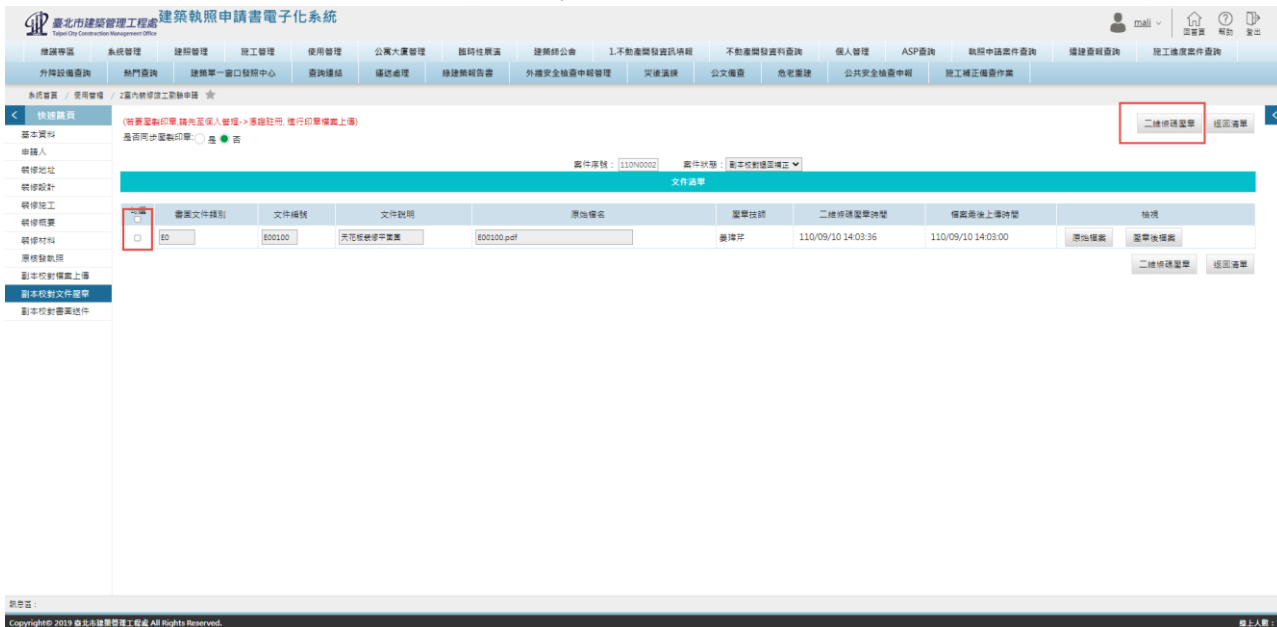 臺北市建築管理工程處
Taipei City Construction Management Office
建築執照申請書電子化系統
mali
回首頁 幫助 登出
維護專區 系統管理 建照管理 施工管理 使用管理 公寓大廈管理 臨時性展演 建築師公會 1.不動產開發資訊填報 不動產開發資料查詢 個人管理 ASP查詢 執照申請案件查詢 違建查報查詢 施工進度案件查詢
升降設備查詢 熱門查詢 建築單一窗口發照中心 查詢連結 違送處理 綠建築報告書 外牆安全檢查申報管理 災後演練 公文備查 危老重建 公共安全檢查申報 施工補正備查作業
系統首頁 / 使用管理 / 2室內裝修竣工勘驗申請 ★
快速跳頁
基本資料
申請人
裝修地址
裝修設計
裝修施工
裝修概要
裝修材料
原核發執照
副本校對檔案上傳
副本校對文件壓章
副本校對書圖送件
(若要壓製印章,請先至個人管理->憑證註冊, 進行印章檔案上傳)
是否同步壓製印章: 是 否
二維條碼壓章 返回清單
案件序號： 110N0002 案件狀態： 副本校對退回補正
文件清單
書圖文件類別 文件編號 文件說明 原始檔名 壓章技師 二維條碼壓章時間 檔案最後上傳時間 檢視
E0 E00100 天花板裝修平面圖 E00100.pdf 姜瑋芹 110/09/10 14:03:36 110/09/10 14:03:00 原始檔案 壓章後檔案
二維條碼壓章 返回清單
訊息區：
Copyright© 2019 臺北市建築管理工程處 All Rights Reserved.
線上人數：